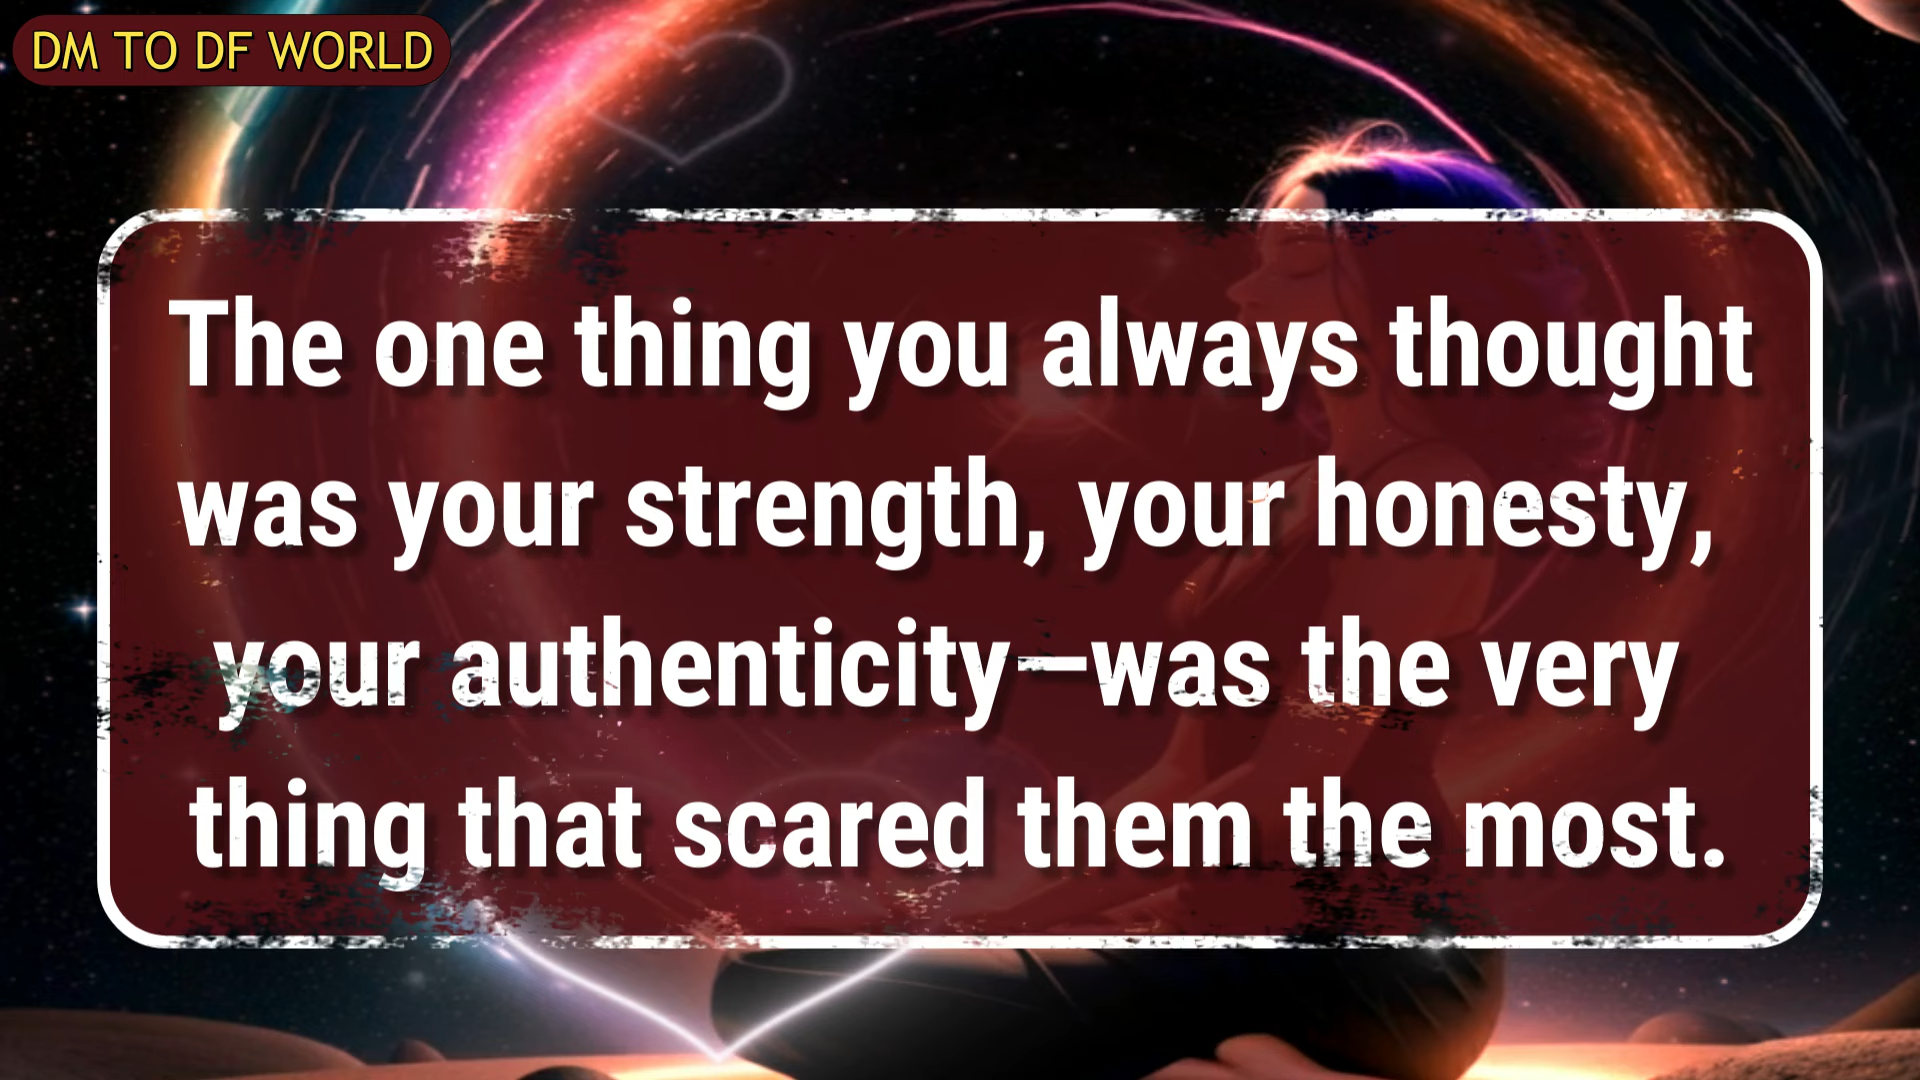 DM TO DF WORLD
The one thing you always thought
was your strength, your honesty,
your authenticity—was the very
thing that scared them the most.